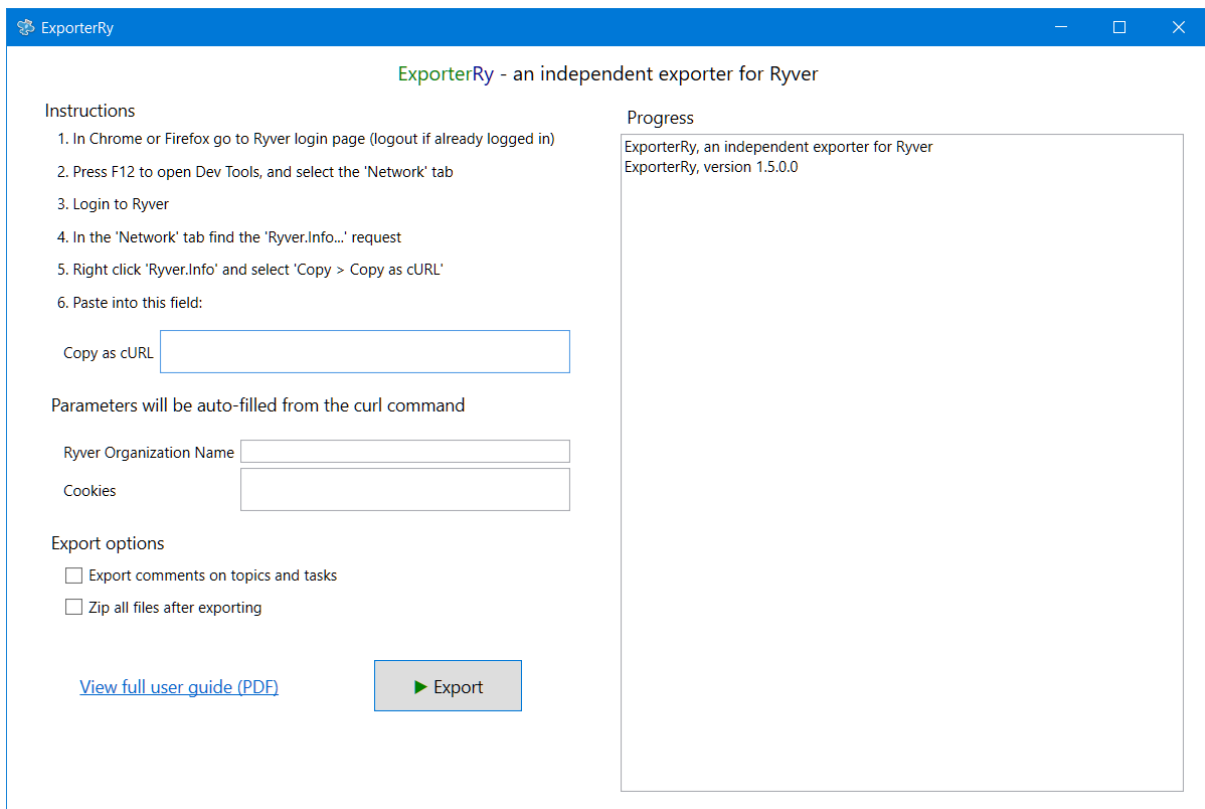 ExporterRy
ExporterRy - an independent exporter for Ryver
Instructions
1. In Chrome or Firefox go to Ryver login page (logout if already logged in)
2. Press F12 to open Dev Tools, and select the 'Network' tab
3. Login to Ryver
4. In the 'Network' tab find the 'Ryver.Info...' request
5. Right click 'Ryver.Info' and select 'Copy > Copy as cURL'
6. Paste into this field:
Copy as cURL
Parameters will be auto-filled from the curl command
Ryver Organization Name
Cookies
Export options
Export comments on topics and tasks
Zip all files after exporting
View full user guide (PDF)
Export
Progress
ExporterRy, an independent exporter for Ryver
ExporterRy, version 1.5.0.0